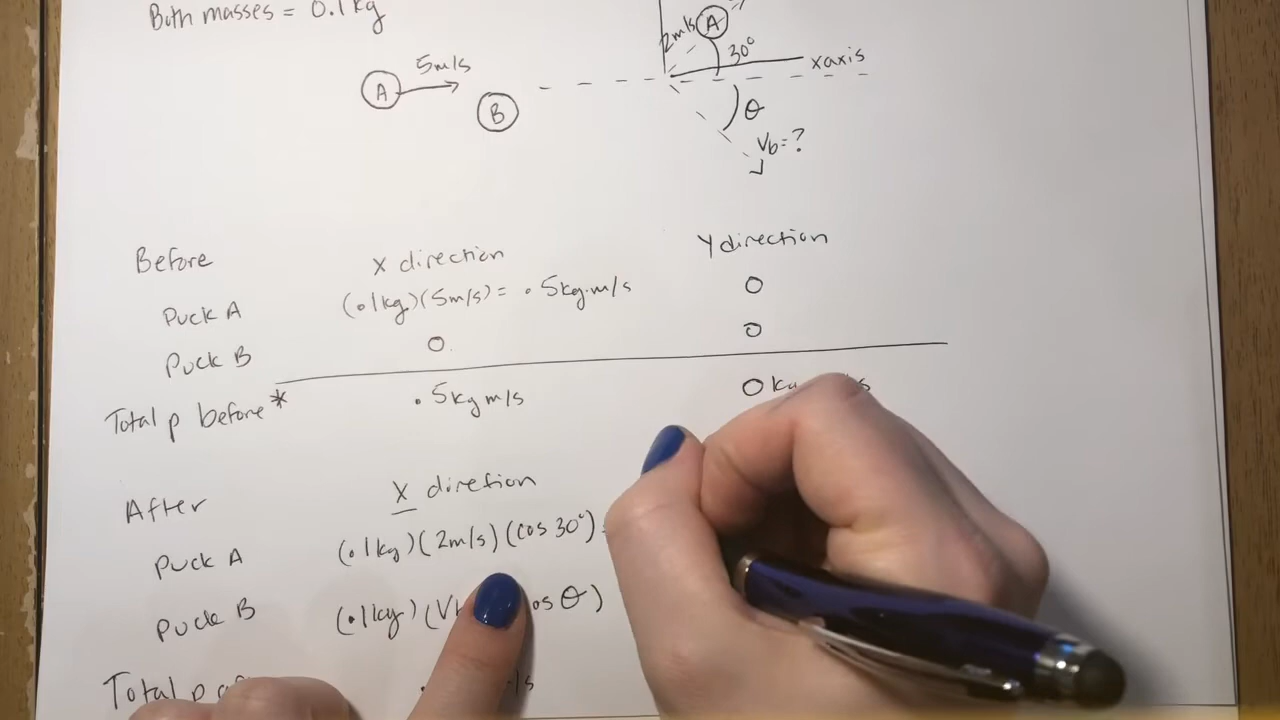 Both masses = 0.1kg
2m/s A 30° x axis
5m/s
A B
θ
Vb=?
Before X direction Y direction
Puck A (.1kg)(5m/s) = .5kg·m/s 0
Puck B 0 0
Total p before* .5kg m/s 0
After X direction
Puck A (.1kg)(2m/s)(cos 30°)
Puck B (.1kg) θ)
Total p